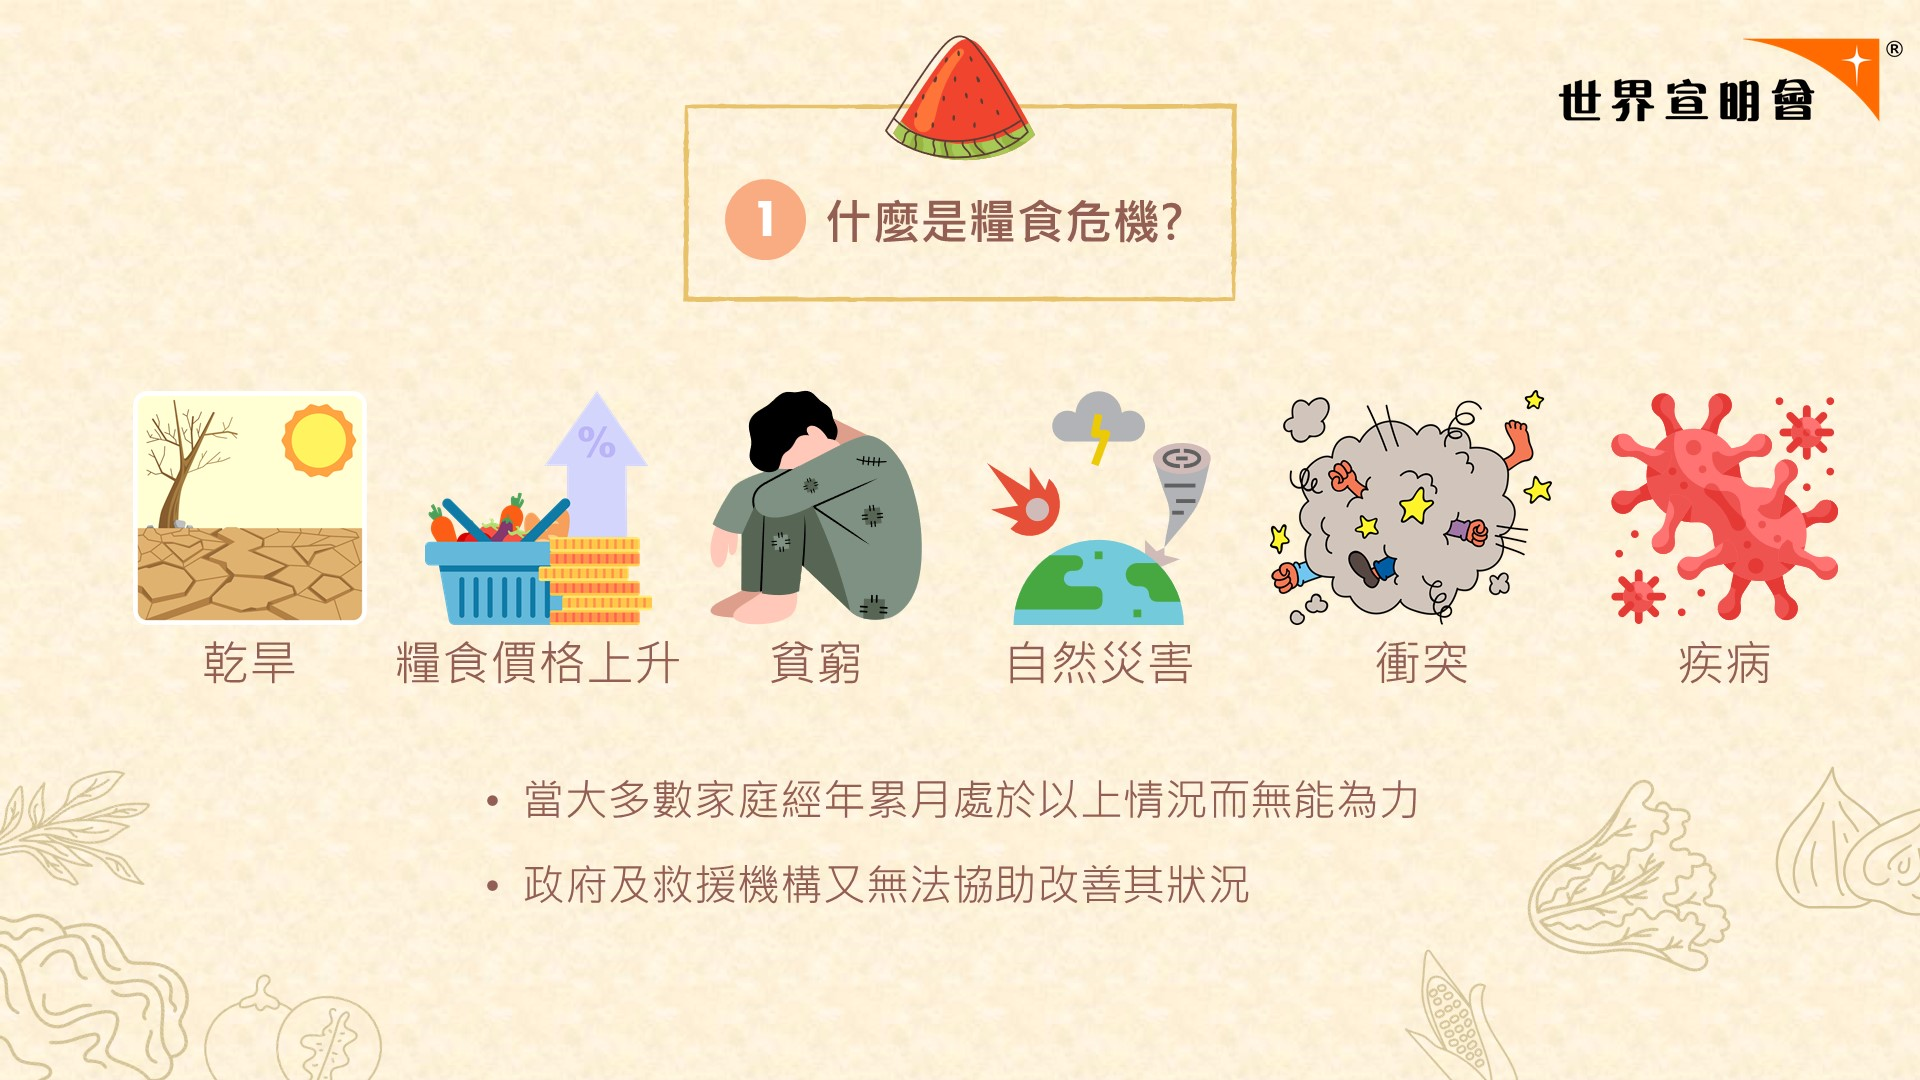 世界宣明會®
1 什麼是糧食危機?
%
乾旱
糧食價格上升
貧窮
自然災害
衝突
疾病
• 當大多數家庭經年累月處於以上情況而無能為力
• 政府及救援機構又無法協助改善其狀況